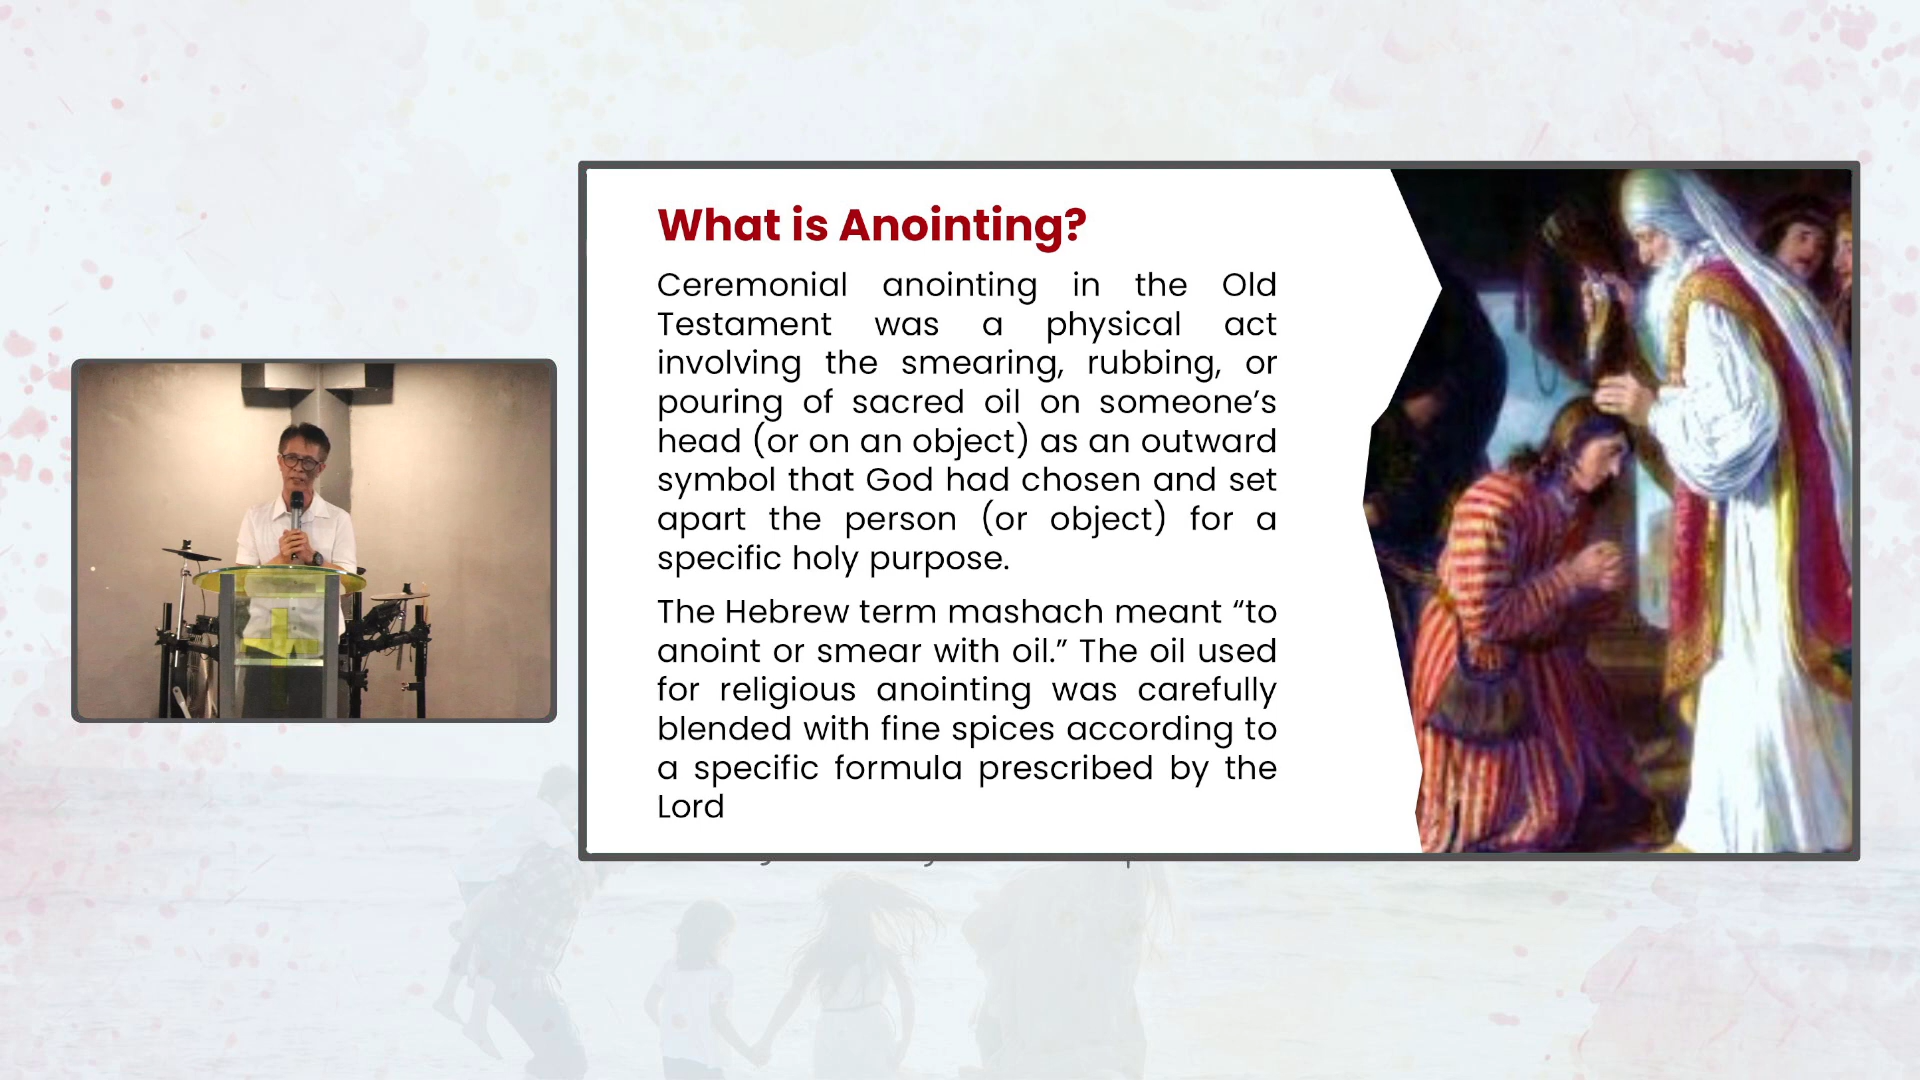 What is Anointing?
Ceremonial anointing in the Old
Testament was a physical act
involving the smearing, rubbing, or
pouring of sacred oil on someone's
head (or on an object) as an outward
symbol that God had chosen and set
apart the person (or object) for a
specific holy purpose.
The Hebrew term mashach meant “to
anoint or smear with oil.” The oil used
for religious anointing was carefully
blended with fine spices according to
a specific formula prescribed by the
Lord